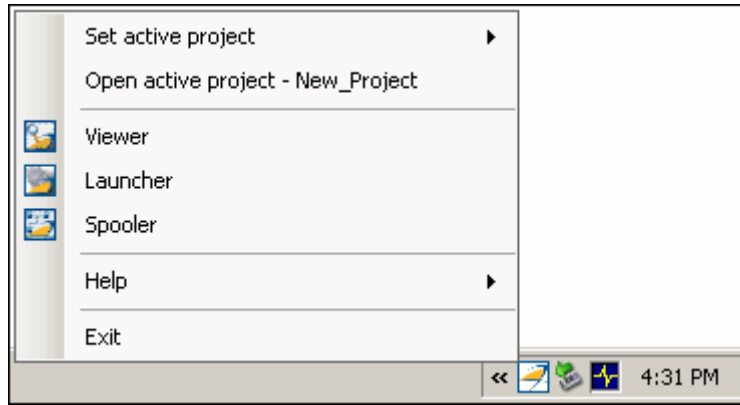 Set active project
Open active project - New_Project
Viewer
Launcher
Spooler
Help
Exit
« 4:31 PM